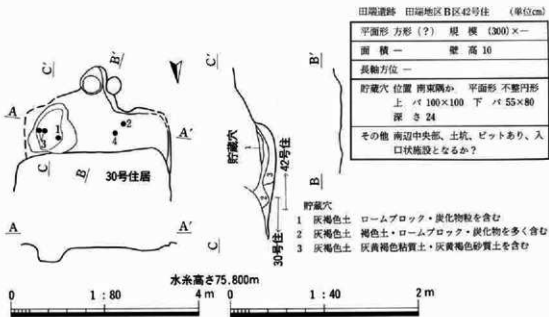 田端遺跡 田端地区B区42号住 (単位cm)
平面形 方形(?) 規模 (300)×―
面積 ― 壁高 10
長軸方位 ―
貯蔵穴 位置 南東隅か 平面形 不整円形
上バ 100×100 下バ 55×80
深さ 24
その他 南辺中央部、土坑、ピットあり、入
口状施設となるか?
C'
B'
A
A'
1
2
3
4
C
B
30号住居
A
A'
C'
貯蔵穴
42号住
30号住
1
2
3
C
B'
B
貯蔵穴
1 灰褐色土 ロームブロック・炭化物粒を含む
2 灰褐色土 褐色土・ロームブロック・炭化物を多く含む
3 灰褐色土 灰黄褐色粘質土・灰黄褐色砂質土を含む
水糸高さ75.800m
0 1:80 4m
0 1:40 2m